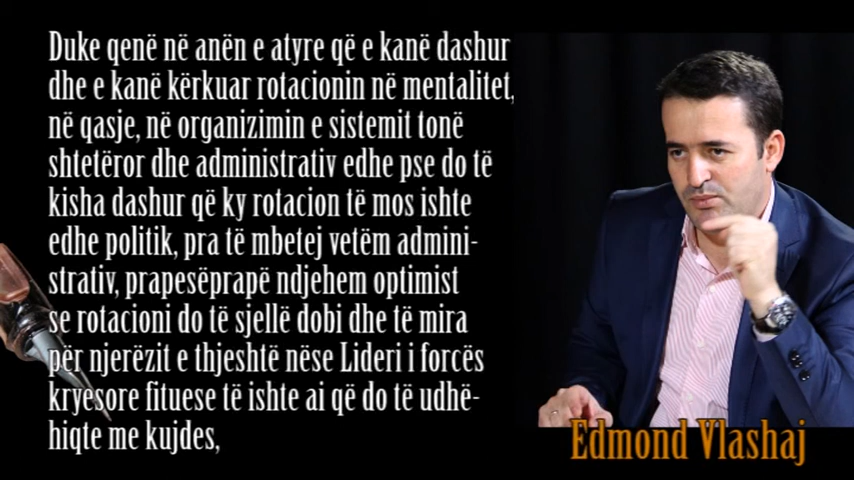 Duke qenë në anën e atyre që e kanë dashur
dhe e kanë kërkuar rotacionin në mentalitet,
në qasje, në organizimin e sistemit tonë
shtetëror dhe administrativ edhe pse do të
kisha dashur që ky rotacion të mos ishte
edhe politik, pra të mbetej vetëm admini-
strativ, prapesëprapë ndjehem optimist
se rotacioni do të sjellë dobi dhe të mira
për njerëzit e thjeshtë nëse Lideri i forcës
kryesore fituese të ishte ai që do të udhë-
hiqte me kujdes,
Edmond Vlashaj